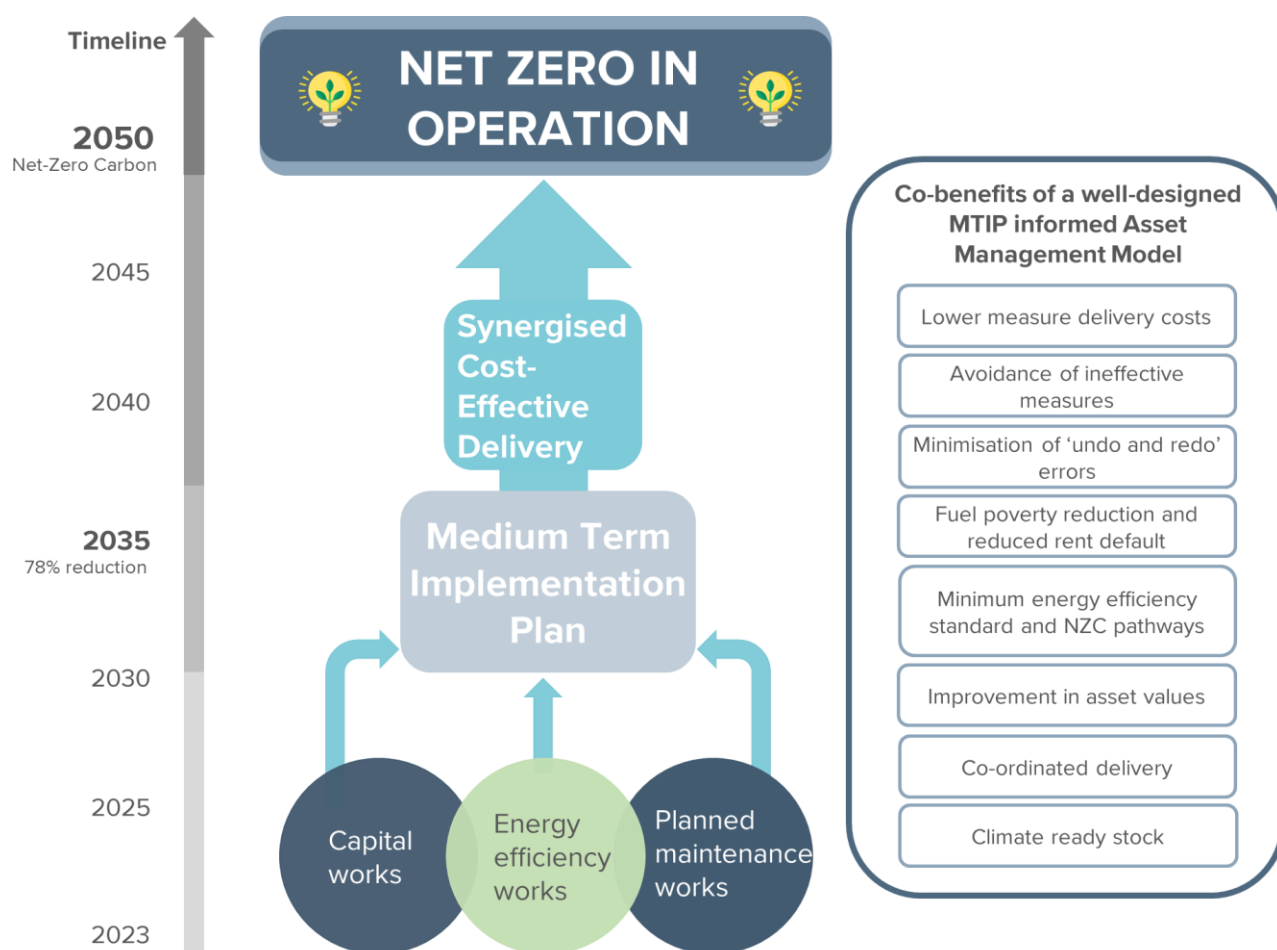 Timeline
2050
Net-Zero Carbon
2045
2040
2035
78% reduction
2030
2025
2023
NET ZERO IN
OPERATION
Synergised
Cost-
Effective
Delivery
Medium Term
Implementation
Plan
Capital
works
Energy
efficiency
works
Planned
maintenance
works
Co-benefits of a well-designed
MTIP informed Asset
Management Model
Lower measure delivery costs
Avoidance of ineffective
measures
Minimisation of ‘undo and redo’
errors
Fuel poverty reduction and
reduced rent default
Minimum energy efficiency
standard and NZC pathways
Improvement in asset values
Co-ordinated delivery
Climate ready stock